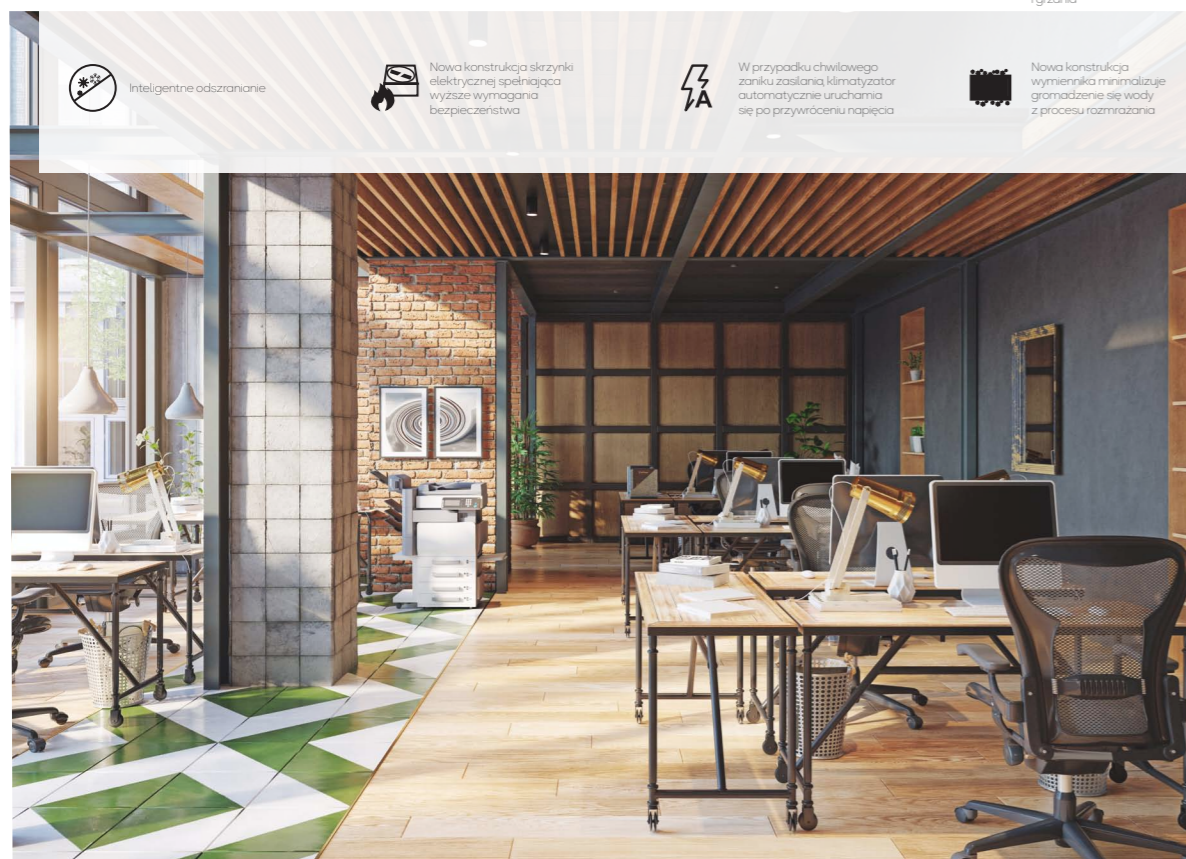 i grzania
Inteligentne odszranianie
Nowa konstrukcja skrzynki
elektrycznej spełniająca
wyższe wymagania
bezpieczeństwa
A
W przypadku chwilowego
zaniku zasilania, klimatyzator
automatycznie uruchamia
się po przywróceniu napięcia
Nowa konstrukcja
wymiennika minimalizuje
gromadzenie się wody
z procesu rozmrażania